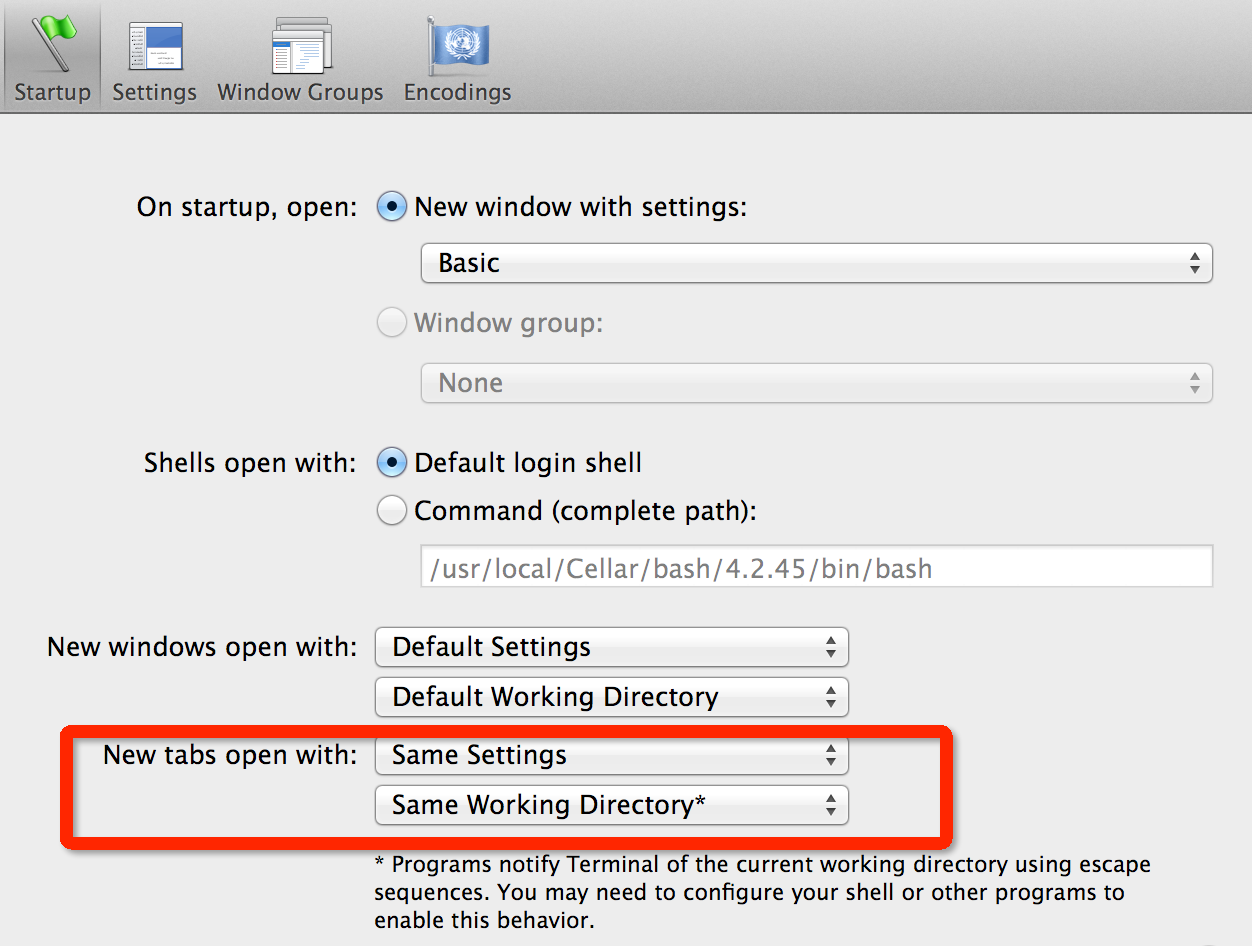 Startup Settings Window Groups Encodings
On startup, open: New window with settings:
Basic
Window group:
None
Shells open with: Default login shell
Command (complete path):
/usr/local/Cellar/bash/4.2.45/bin/bash
New windows open with: Default Settings
Default Working Directory
New tabs open with: Same Settings
Same Working Directory*
* Programs notify Terminal of the current working directory using escape
sequences. You may need to configure your shell or other programs to
enable this behavior.